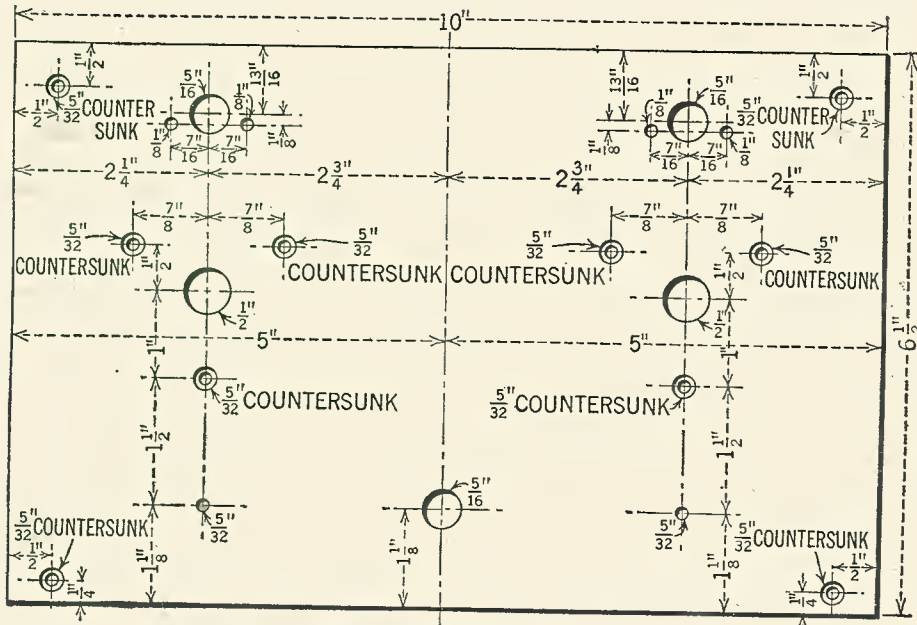 10"
1/2" 5/16" 13/16" 13/16" 5/16" 1/2"
1/2" 5/32" COUNTER SUNK 1/8" 1/8" 5/32" COUNTER SUNK 1/2"
1/8" 7/16" 7/16" 1/8" 1/8" 7/16" 7/16" 1/8"
2 1/4" 2 3/4" 2 3/4" 2 1/4"
7/8" 7/8" 7/8" 7/8"
5/32" 5/32" 5/32" 5/32"
COUNTERSUNK 1/2" COUNTERSUNK COUNTERSUNK 1/2" COUNTERSUNK
1/2" 1/2"
5" 5" 6 1/2"
1" 1"
5/32" COUNTERSUNK 5/32" COUNTERSUNK
1 1/2" 1 1/2"
5/16"
5/32" 5/32"
5/32" COUNTERSUNK 1 1/8" 1 1/8" 1 1/8" 5/32" COUNTERSUNK
1/2" 1/2"
1/4" 1/4"